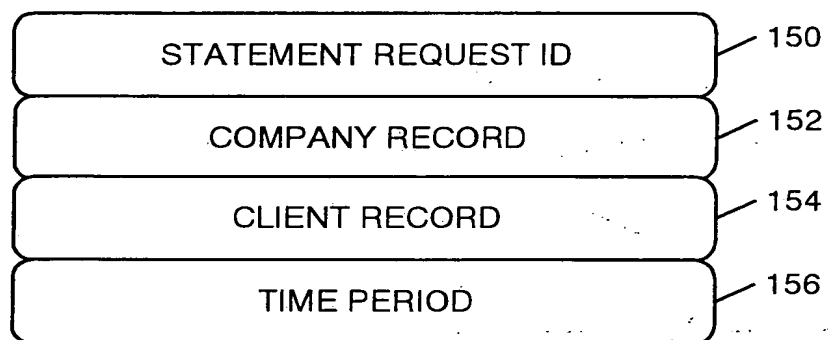 STATEMENT REQUEST ID 150
COMPANY RECORD 152
CLIENT RECORD 154
TIME PERIOD 156